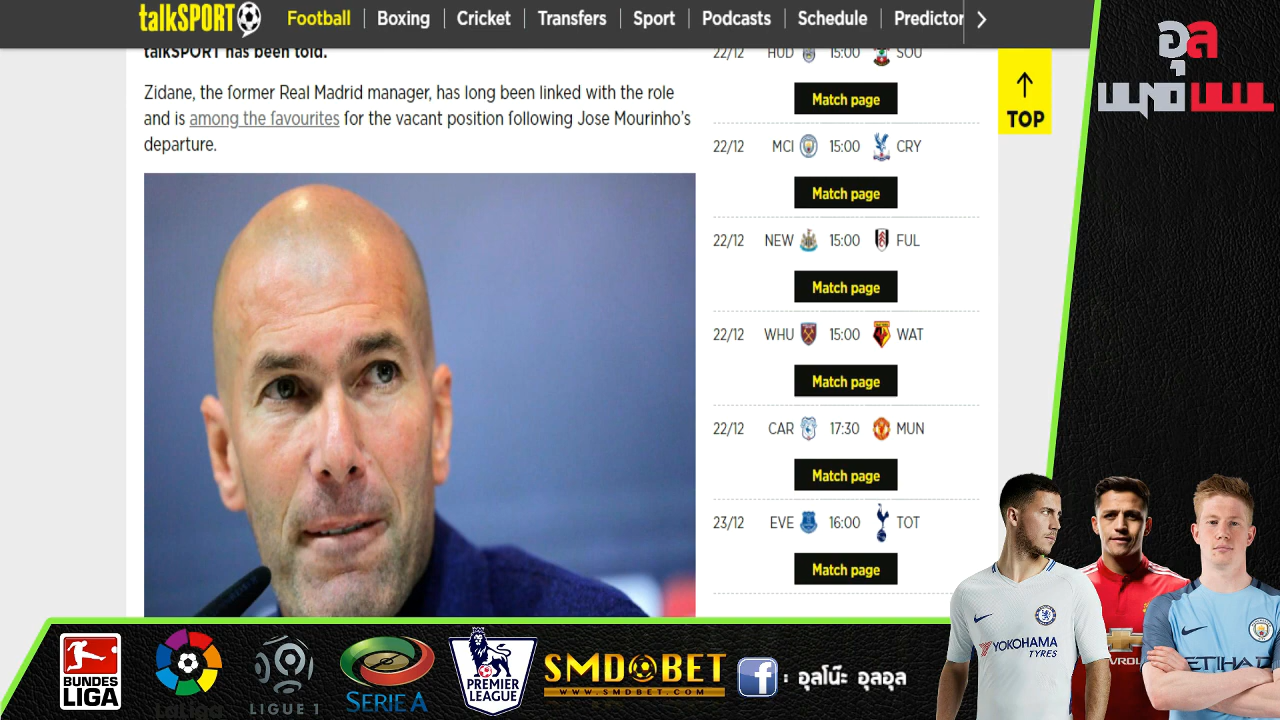 talkSPORT Football Boxing Cricket Transfers Sport Podcasts Schedule Predictor
talkSPORT has been told.
Zidane, the former Real Madrid manager, has long been linked with the role
and is among the favourites for the vacant position following Jose Mourinho's
departure.
22/12 HUD 15:00 SOU
Match page
22/12 MCI 15:00 CRY
Match page
22/12 NEW 15:00 FUL
Match page
22/12 WHU 15:00 WAT
Match page
22/12 CAR 17:30 MUN
Match page
23/12 EVE 16:00 TOT
Match page
TOP
YOKOHAMA
TYRES
BUNDES
LIGA
LIGUE 1
SERIE A
PREMIER
LEAGUE
SMDBET
WWW.SMDBET.COM
f : อุลโน๊ะ อุลอุล